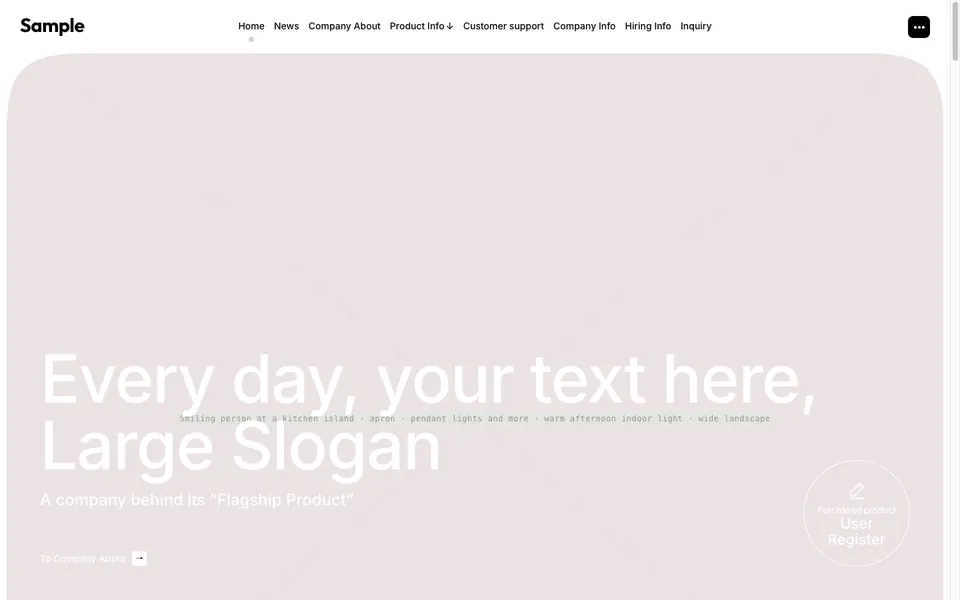 Sample
Home News Company About Product Info ↓ Customer support Company Info Hiring Info Inquiry
Every day, your text here,
Smiling person at a kitchen island · apron · pendant lights and more · warm afternoon indoor light · wide landscape
Large Slogan
A company behind its "Flagship Product"
Purchased product
User
Register
To Company About →